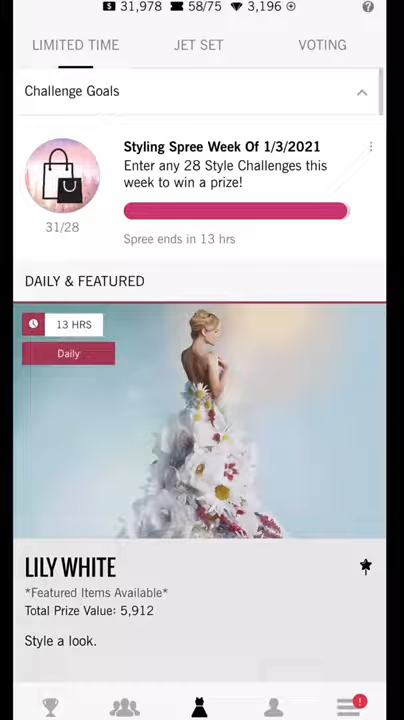 31,978 58/75 3,196
LIMITED TIME JET SET VOTING
Challenge Goals
Styling Spree Week Of 1/3/2021
Enter any 28 Style Challenges this
week to win a prize!
31/28
Spree ends in 13 hrs
DAILY & FEATURED
13 HRS
Daily
LILY WHITE
*Featured Items Available*
Total Prize Value: 5,912
Style a look.